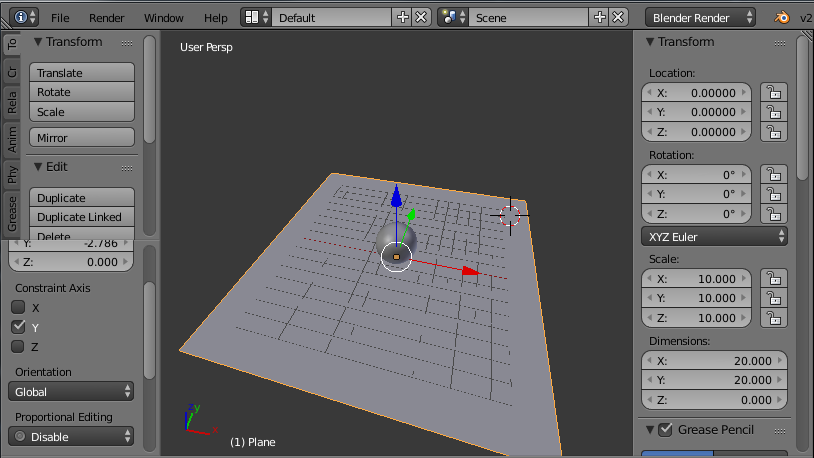 File Render Window Help Default Scene Blender Render v2
To
Cr
Rela
Anim
Phy
Grease
Transform
Translate
Rotate
Scale
Mirror
Edit
Duplicate
Duplicate Linked
Delete
Y: -2.786
Z: 0.000
Constraint Axis
X
Y
Z
Orientation
Global
Proportional Editing
Disable
User Persp
z y
x
(1) Plane
Transform
Location:
X: 0.00000
Y: 0.00000
Z: 0.00000
Rotation:
X: 0°
Y: 0°
Z: 0°
XYZ Euler
Scale:
X: 10.000
Y: 10.000
Z: 10.000
Dimensions:
X: 20.000
Y: 20.000
Z: 0.000
Grease Pencil